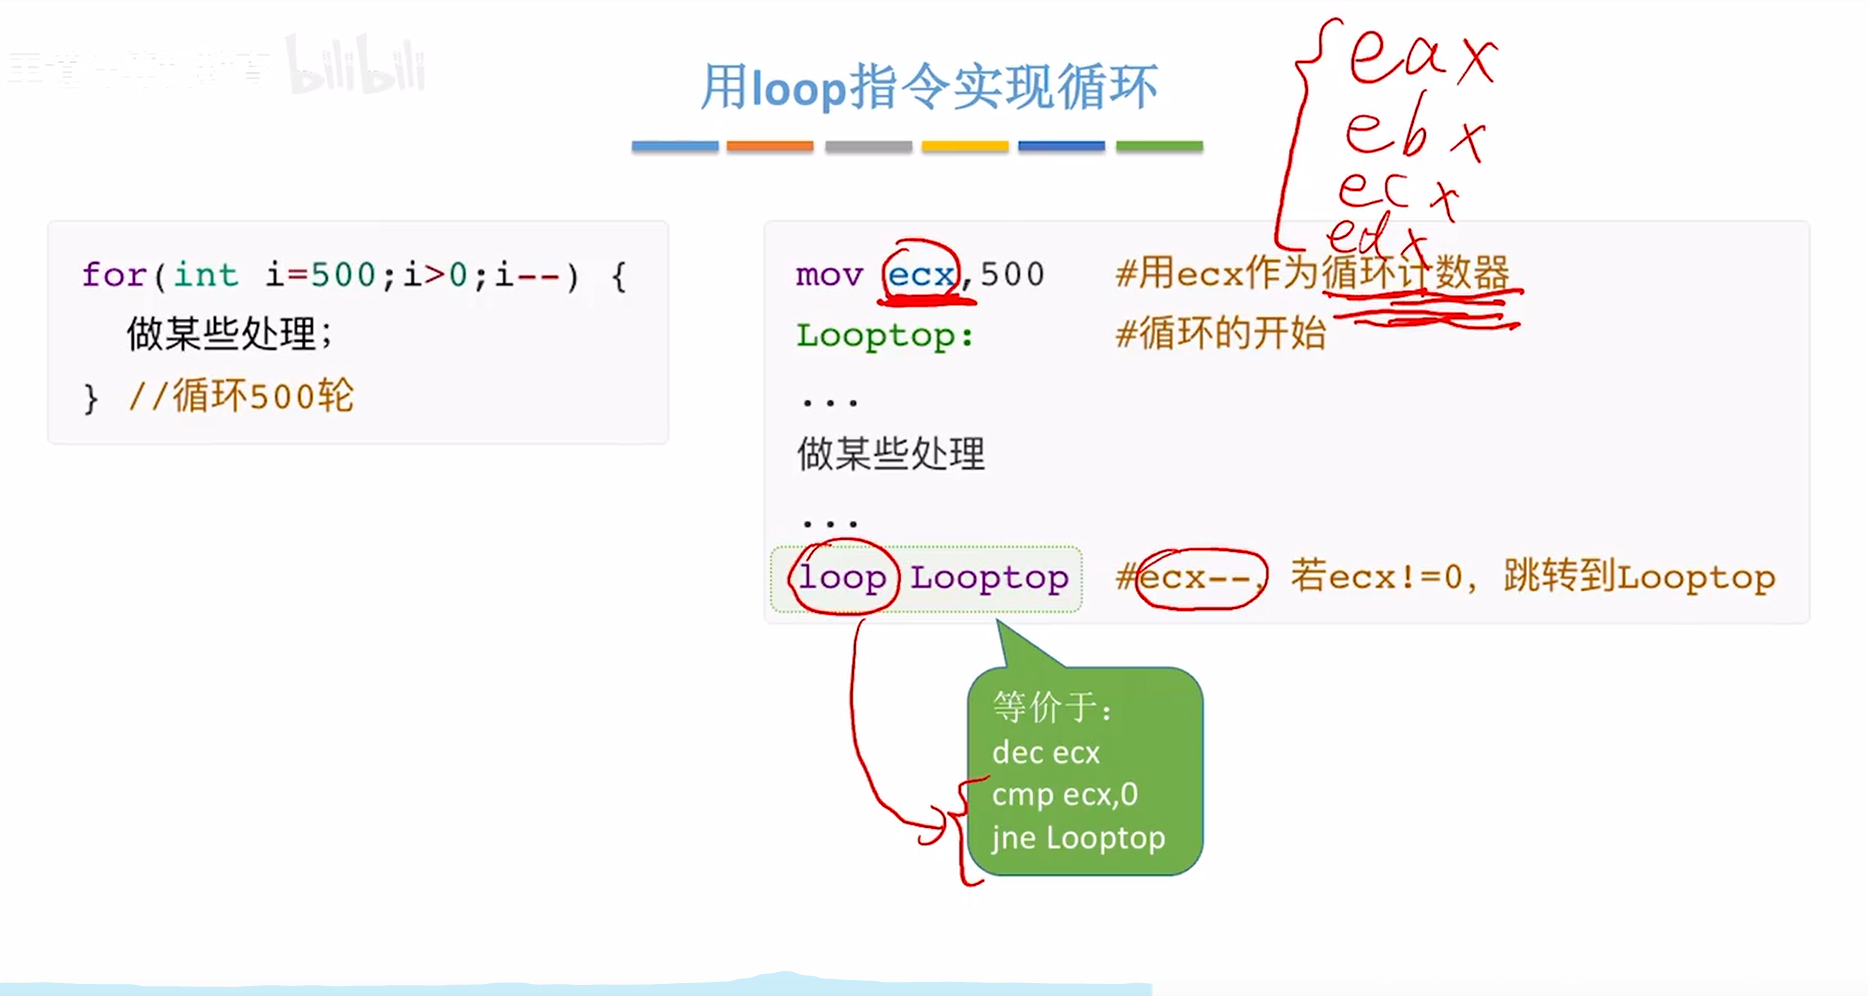 bilibili
用loop指令实现循环
eax
ebx
ecx
edx
for(int i=500;i>0;i--) {
做某些处理;
} //循环500轮
mov ecx,500 #用ecx作为循环计数器
Looptop: #循环的开始
...
做某些处理
...
loop Looptop #ecx--, 若ecx!=0, 跳转到Looptop
等价于:
dec ecx
cmp ecx,0
jne Looptop